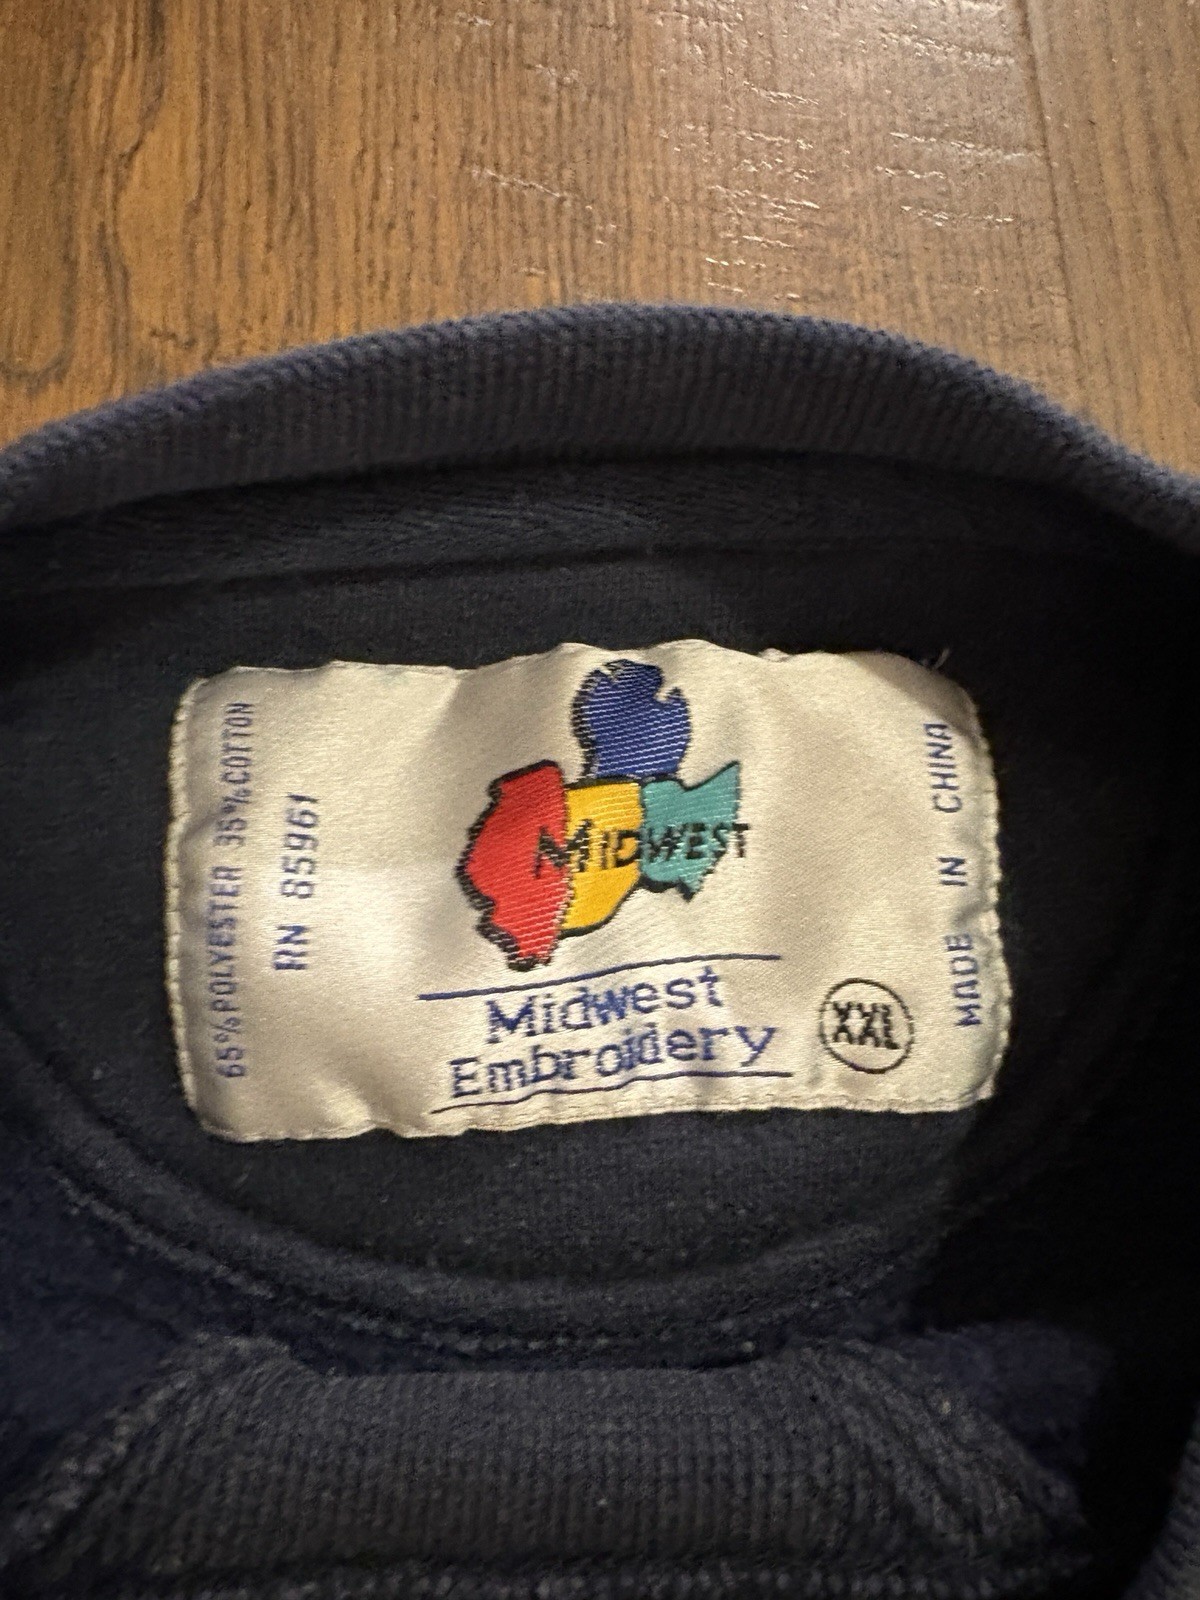 65%POLYESTER 35%COTTON
RN 85961
MIDWEST
Midwest
Embroidery
XXL
MADE IN CHINA